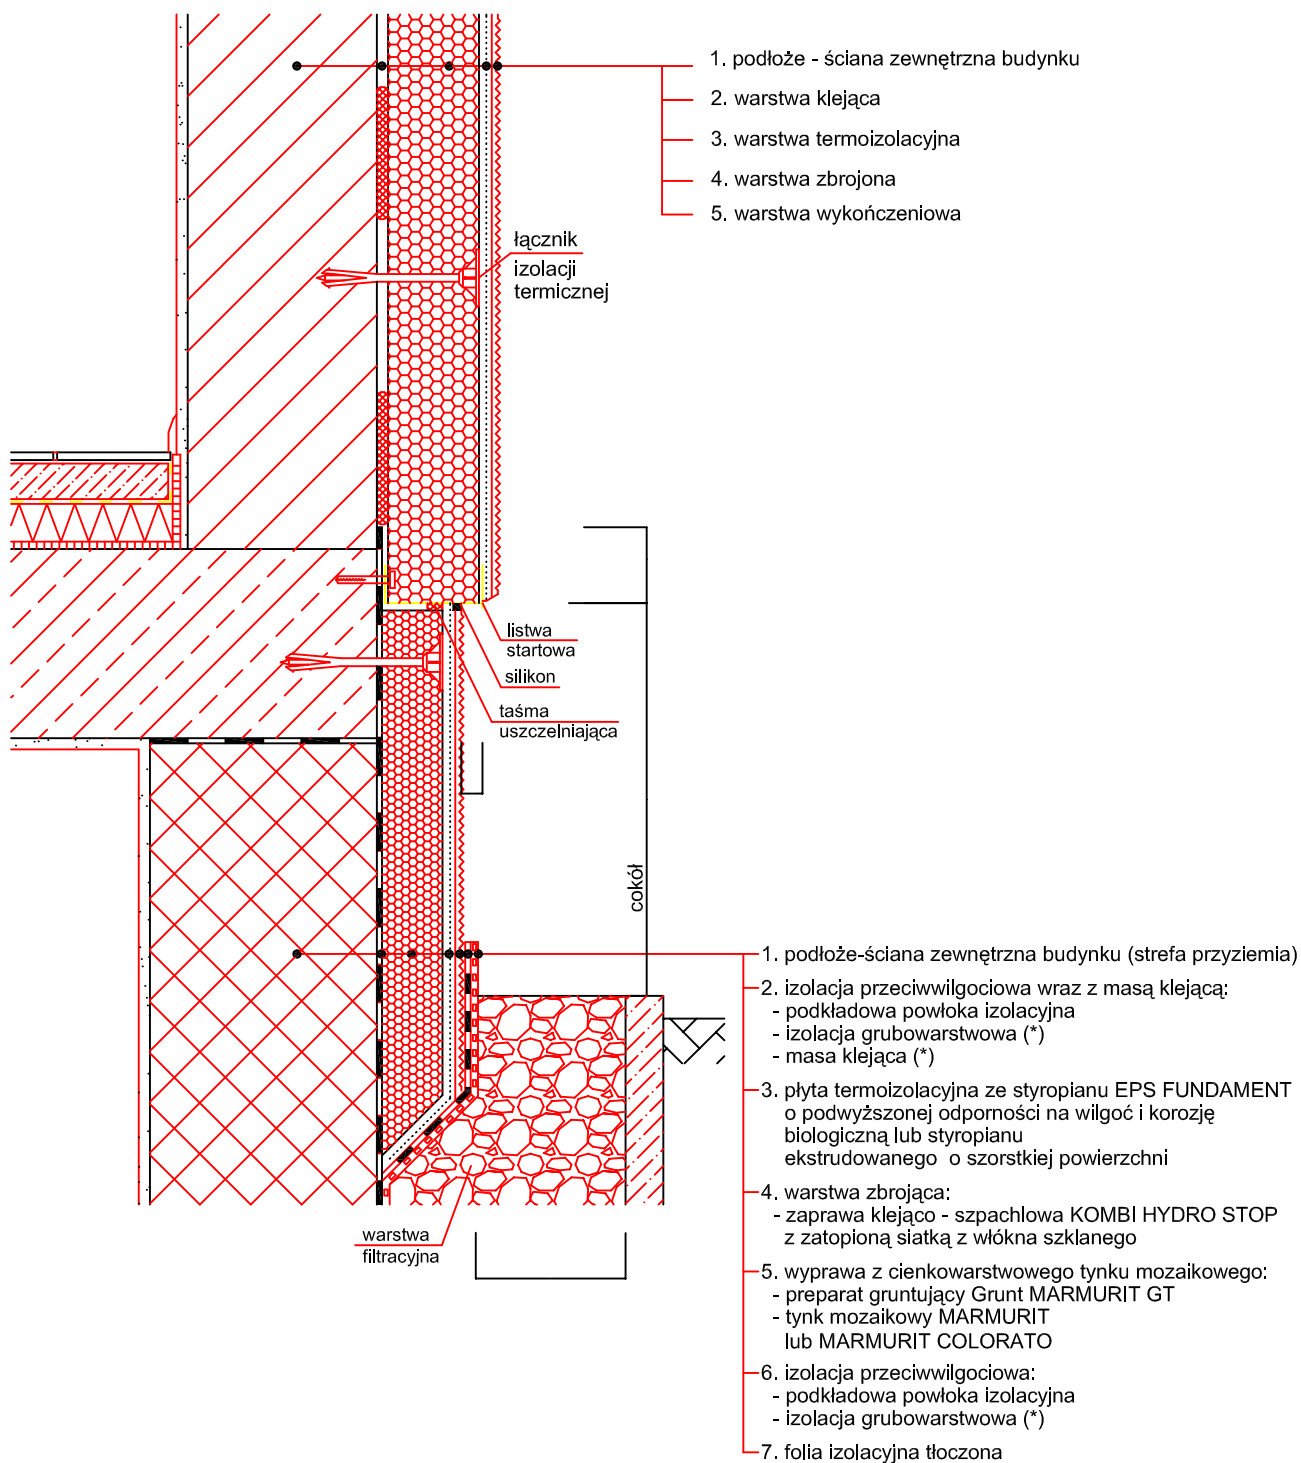 1. podłoże - ściana zewnętrzna budynku
2. warstwa klejąca
3. warstwa termoizolacyjna
4. warstwa zbrojona
5. warstwa wykończeniowa
łącznik
izolacji
termicznej
listwa
startowa
silikon
taśma
uszczelniająca
cokół
1. podłoże-ściana zewnętrzna budynku (strefa przyziemia)
2. izolacja przeciwwilgociowa wraz z masą klejącą:
- podkładowa powłoka izolacyjna
- izolacja grubowarstwowa (*)
- masa klejąca (*)
3. płyta termoizolacyjna ze styropianu EPS FUNDAMENT
o podwyższonej odporności na wilgoć i korozję
biologiczną lub styropianu
ekstrudowanego o szorstkiej powierzchni
4. warstwa zbrojąca:
- zaprawa klejąco - szpachlowa KOMBI HYDRO STOP
z zatopioną siatką z włókna szklanego
5. wyprawa z cienkowarstwowego tynku mozaikowego:
- preparat gruntujący Grunt MARMURIT GT
- tynk mozaikowy MARMURIT
lub MARMURIT COLORATO
6. izolacja przeciwwilgociowa:
- podkładowa powłoka izolacyjna
- izolacja grubowarstwowa (*)
7. folia izolacyjna tłoczona
warstwa
filtracyjna